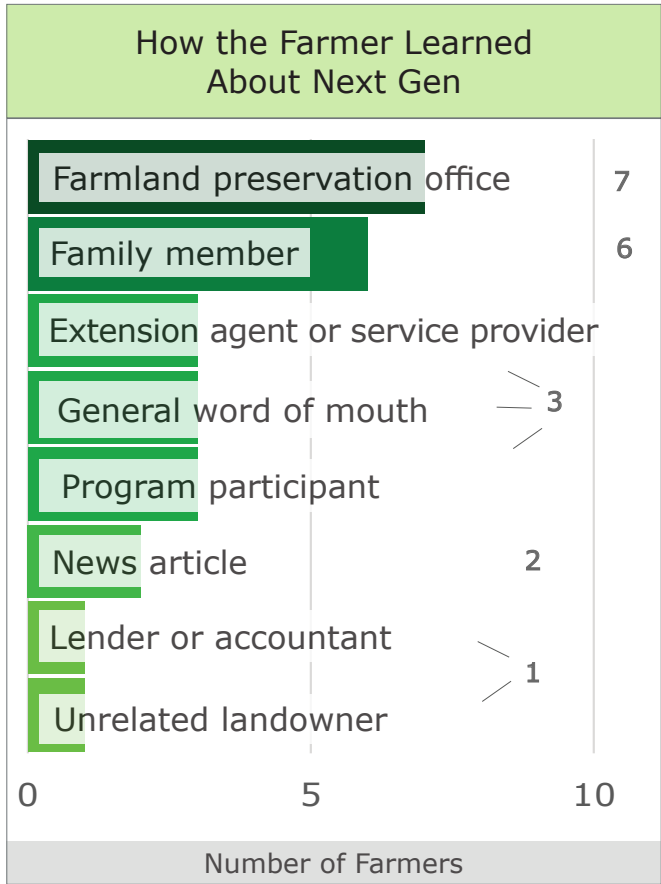 How the Farmer Learned
About Next Gen
Farmland preservation office
7
Family member
6
Extension agent or service provider
General word of mouth
3
Program participant
News article
2
Lender or accountant
1
Unrelated landowner
0 5 10
Number of Farmers